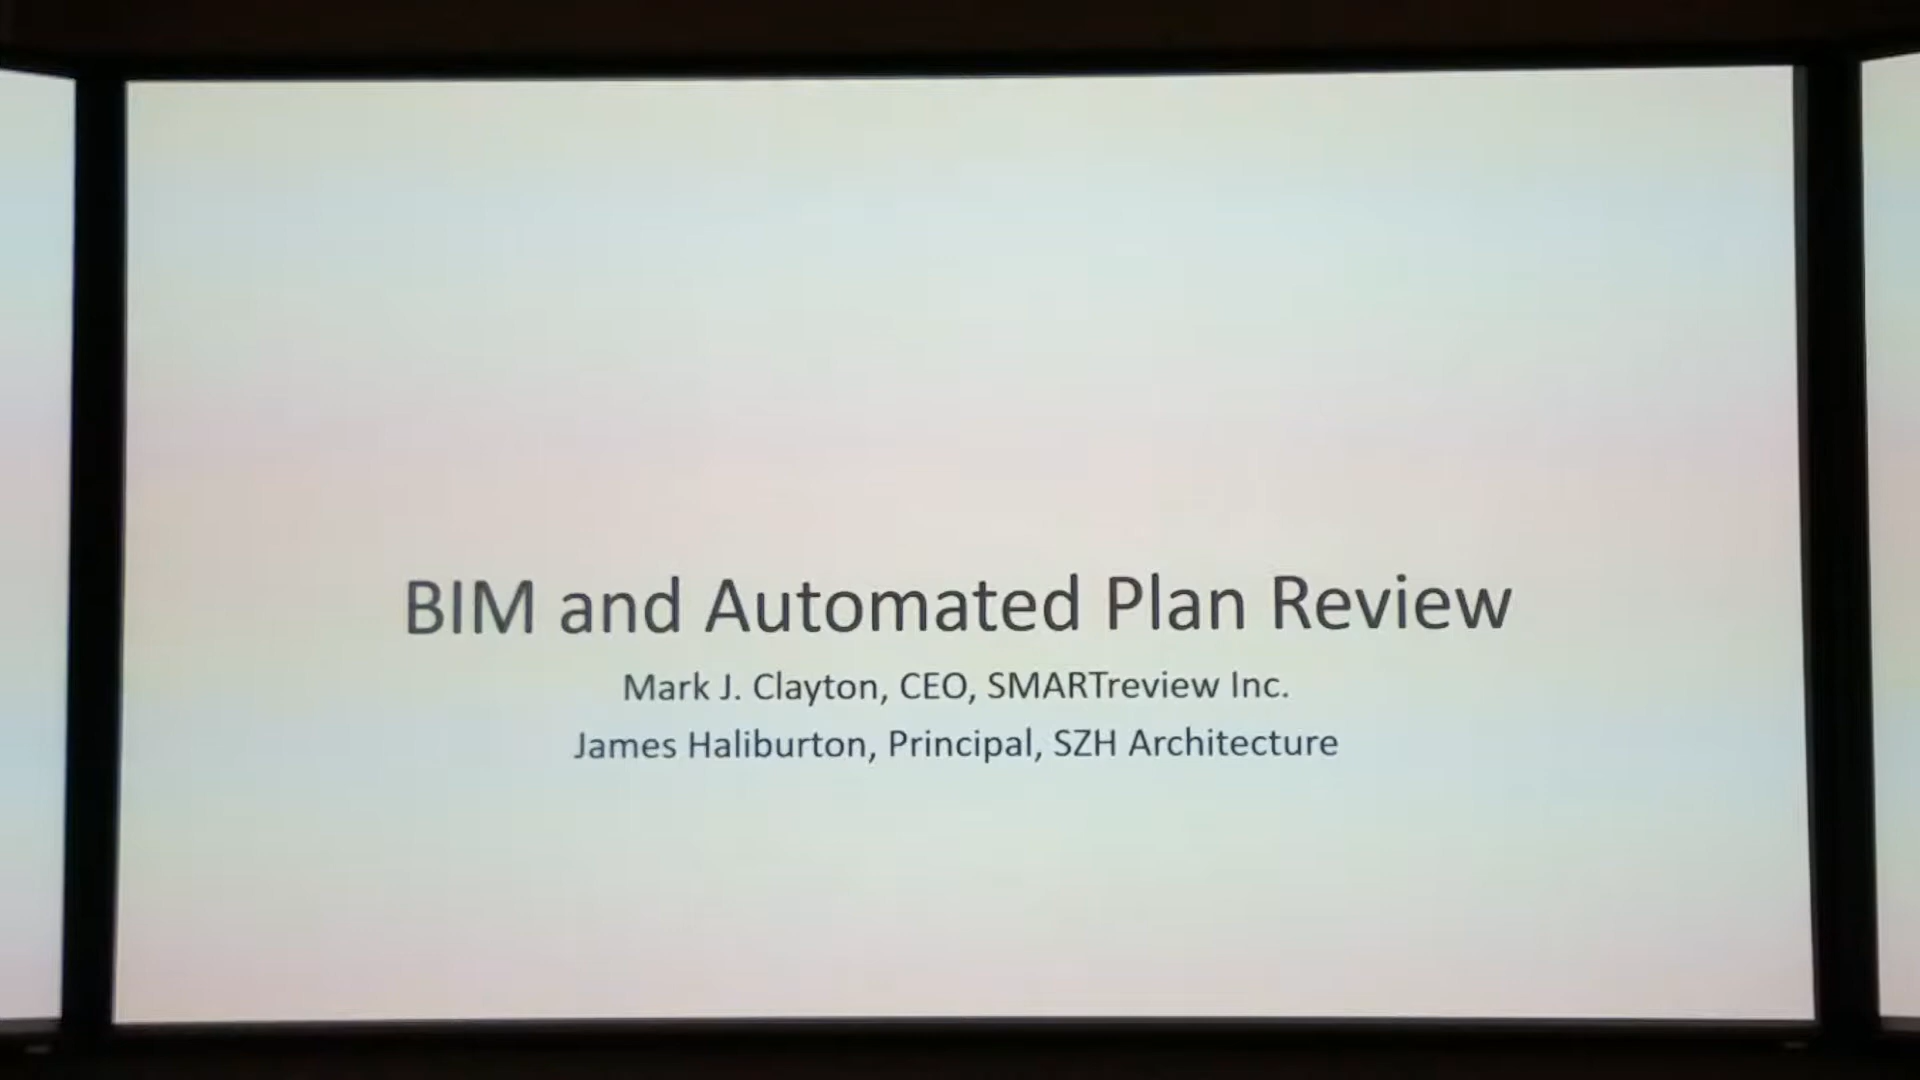 BIM and Automated Plan Review
Mark J. Clayton, CEO, SMARTreview Inc.
James Haliburton, Principal, SZH Architecture